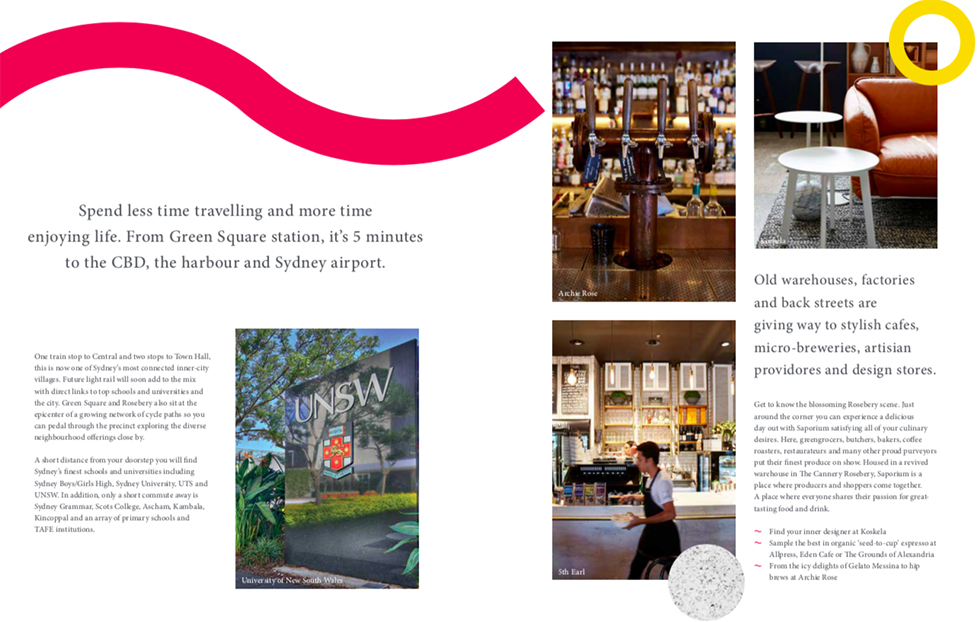 Spend less time travelling and more time
enjoying life. From Green Square station, it's 5 minutes
to the CBD, the harbour and Sydney airport.
One train stop to Central and two stops to Town Hall,
this is now one of Sydney's most connected inner-city
villages. Future light rail will soon add to the mix
with direct links to top schools and universities and
the city. Green Square and Rosebery also sit at the
epicenter of a growing network of cycle paths so you
can pedal through the precinct exploring the diverse
neighbourhood offerings close by.
A short distance from your doorstep you will find
Sydney's finest schools and universities including
Sydney Boys/Girls High, Sydney University, UTS and
UNSW. In addition, only a short commute away is
Sydney Grammar, Scots College, Ascham, Kambala,
Kincoppal and an array of primary schools and
TAFE institutions.
UNSW
University of New South Wales
Archie Rose
5th Earl
Old warehouses, factories
and back streets are
giving way to stylish cafes,
micro-breweries, artisan
providores and design stores.
Get to know the blossoming Rosebery scene. Just
around the corner you can experience a delicious
day out with Saporium satisfying all of your culinary
desires. Here, greengrocers, butchers, bakers, coffee
roasters, restaurateurs and many other proud purveyors
put their finest produce on show. Housed in a revived
warehouse in The Cannery Rosebery, Saporium is a
place where producers and shoppers come together.
A place where everyone shares their passion for great-
tasting food and drink.
~ Find your inner designer at Koskela
~ Sample the best in organic 'seed-to-cup' espresso at
Allpress, Eden Cafe or The Grounds of Alexandria
~ From the icy delights of Gelato Messina to hip
brews at Archie Rose